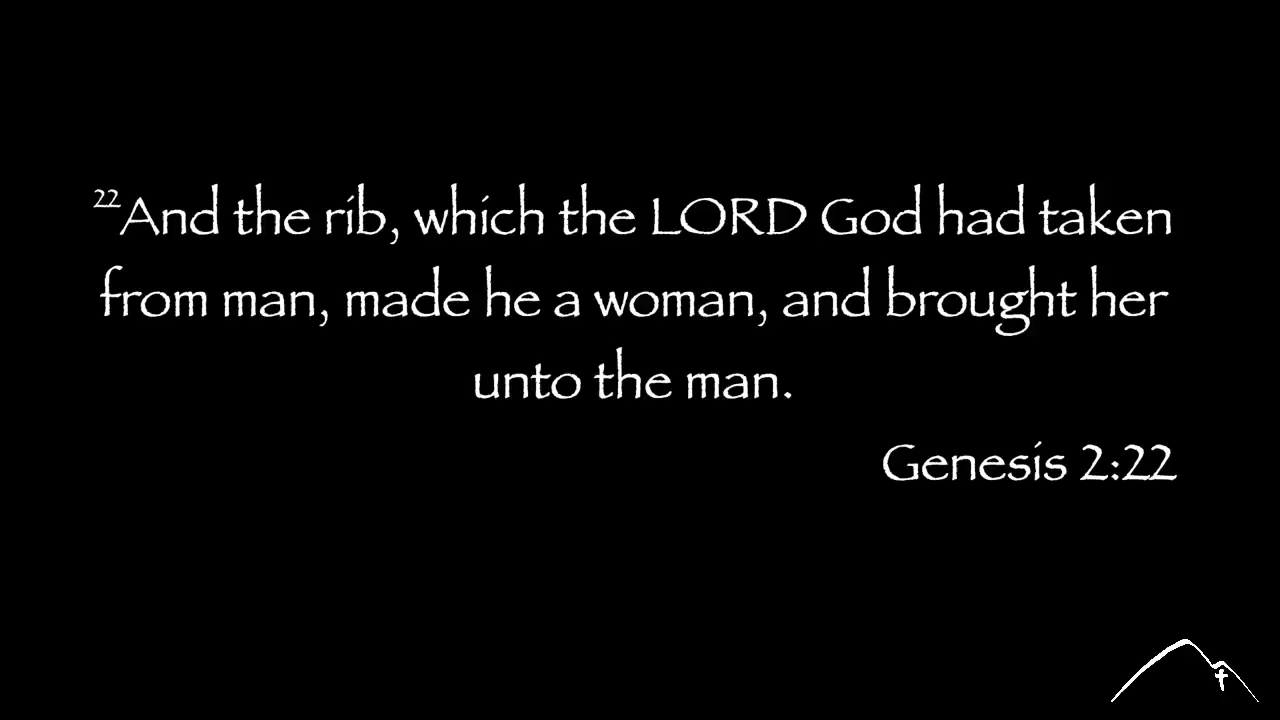 22And the rib, which the LORD God had taken
from man, made he a woman, and brought her
unto the man.
Genesis 2:22